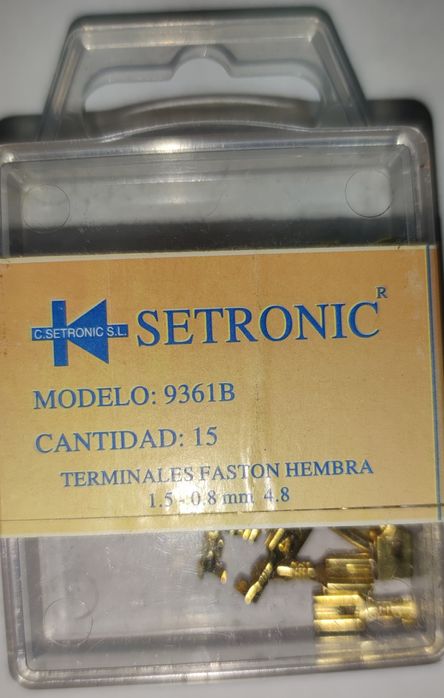 C.SETRONIC S.L.
SETRONIC R
MODELO: 9361B
CANTIDAD: 15
TERMINALES FASTON HEMBRA
1.5 - 0.8 mm 4.8